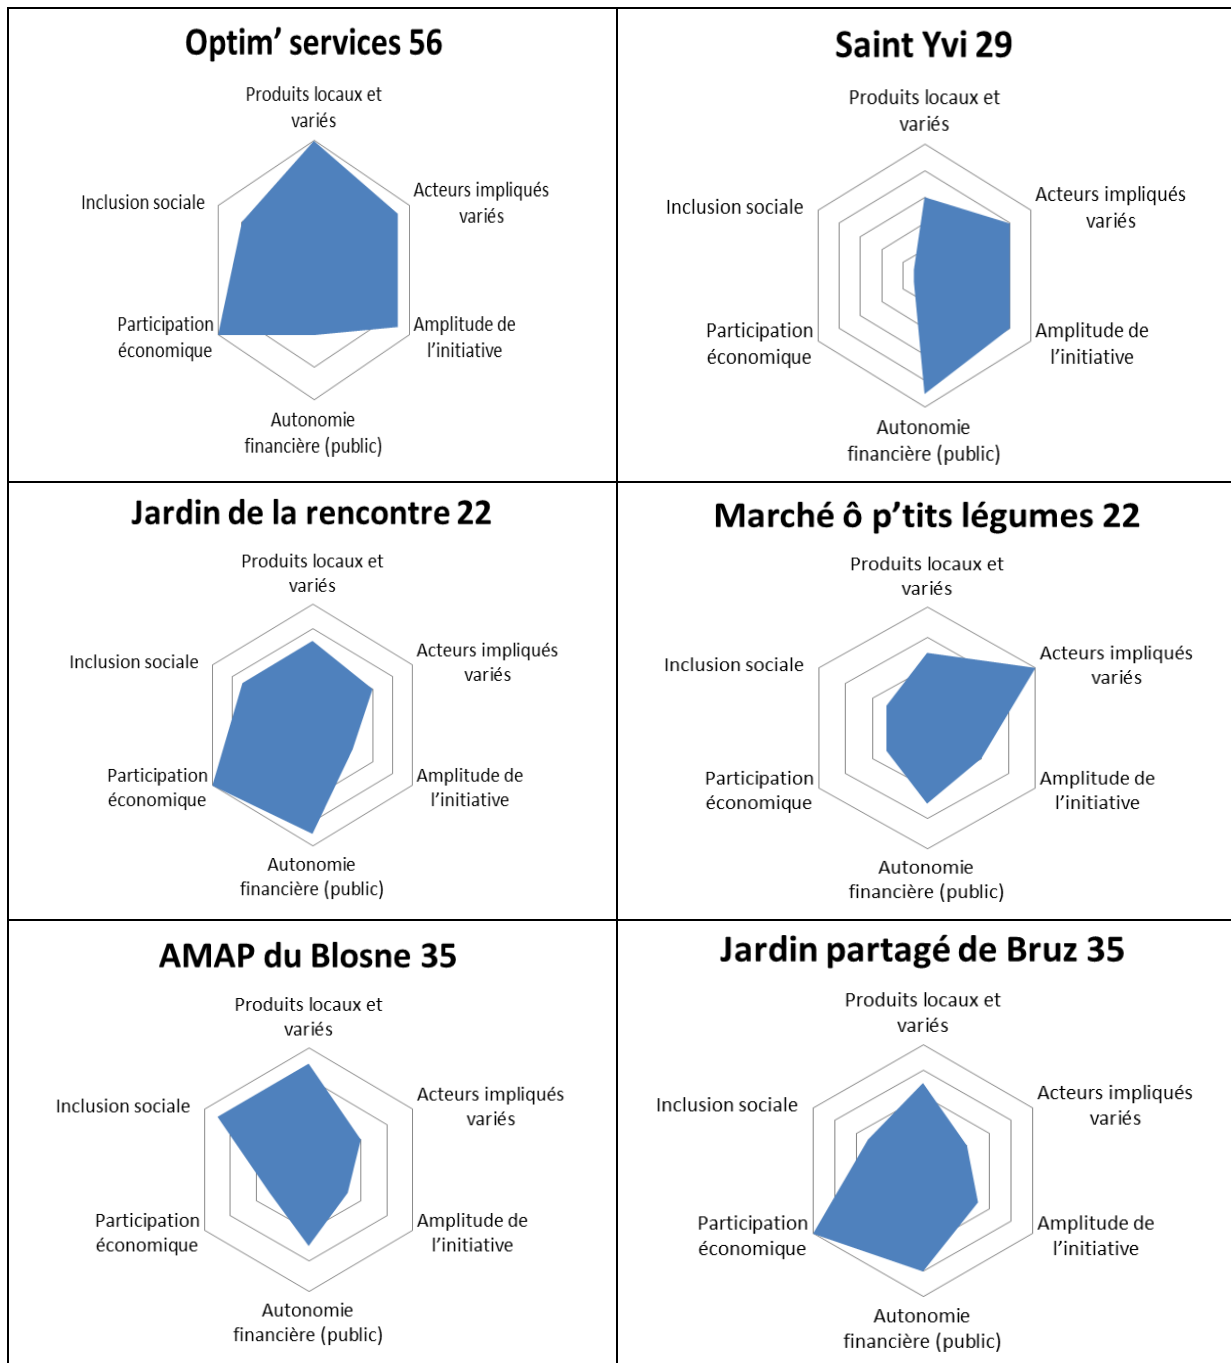 Optim’ services 56
Produits locaux et
variés
Acteurs impliqués
variés
Amplitude de
l’initiative
Autonomie
financière (public)
Participation
économique
Inclusion sociale
Saint Yvi 29
Produits locaux et
variés
Acteurs impliqués
variés
Amplitude de
l’initiative
Autonomie
financière (public)
Participation
économique
Inclusion sociale
Jardin de la rencontre 22
Produits locaux et
variés
Acteurs impliqués
variés
Amplitude de
l’initiative
Autonomie
financière (public)
Participation
économique
Inclusion sociale
Marché ô p’tits légumes 22
Produits locaux et
variés
Acteurs impliqués
variés
Amplitude de
l’initiative
Autonomie
financière (public)
Participation
économique
Inclusion sociale
AMAP du Blosne 35
Produits locaux et
variés
Acteurs impliqués
variés
Amplitude de
l’initiative
Autonomie
financière (public)
Participation
économique
Inclusion sociale
Jardin partagé de Bruz 35
Produits locaux et
variés
Acteurs impliqués
variés
Amplitude de
l’initiative
Autonomie
financière (public)
Participation
économique
Inclusion sociale